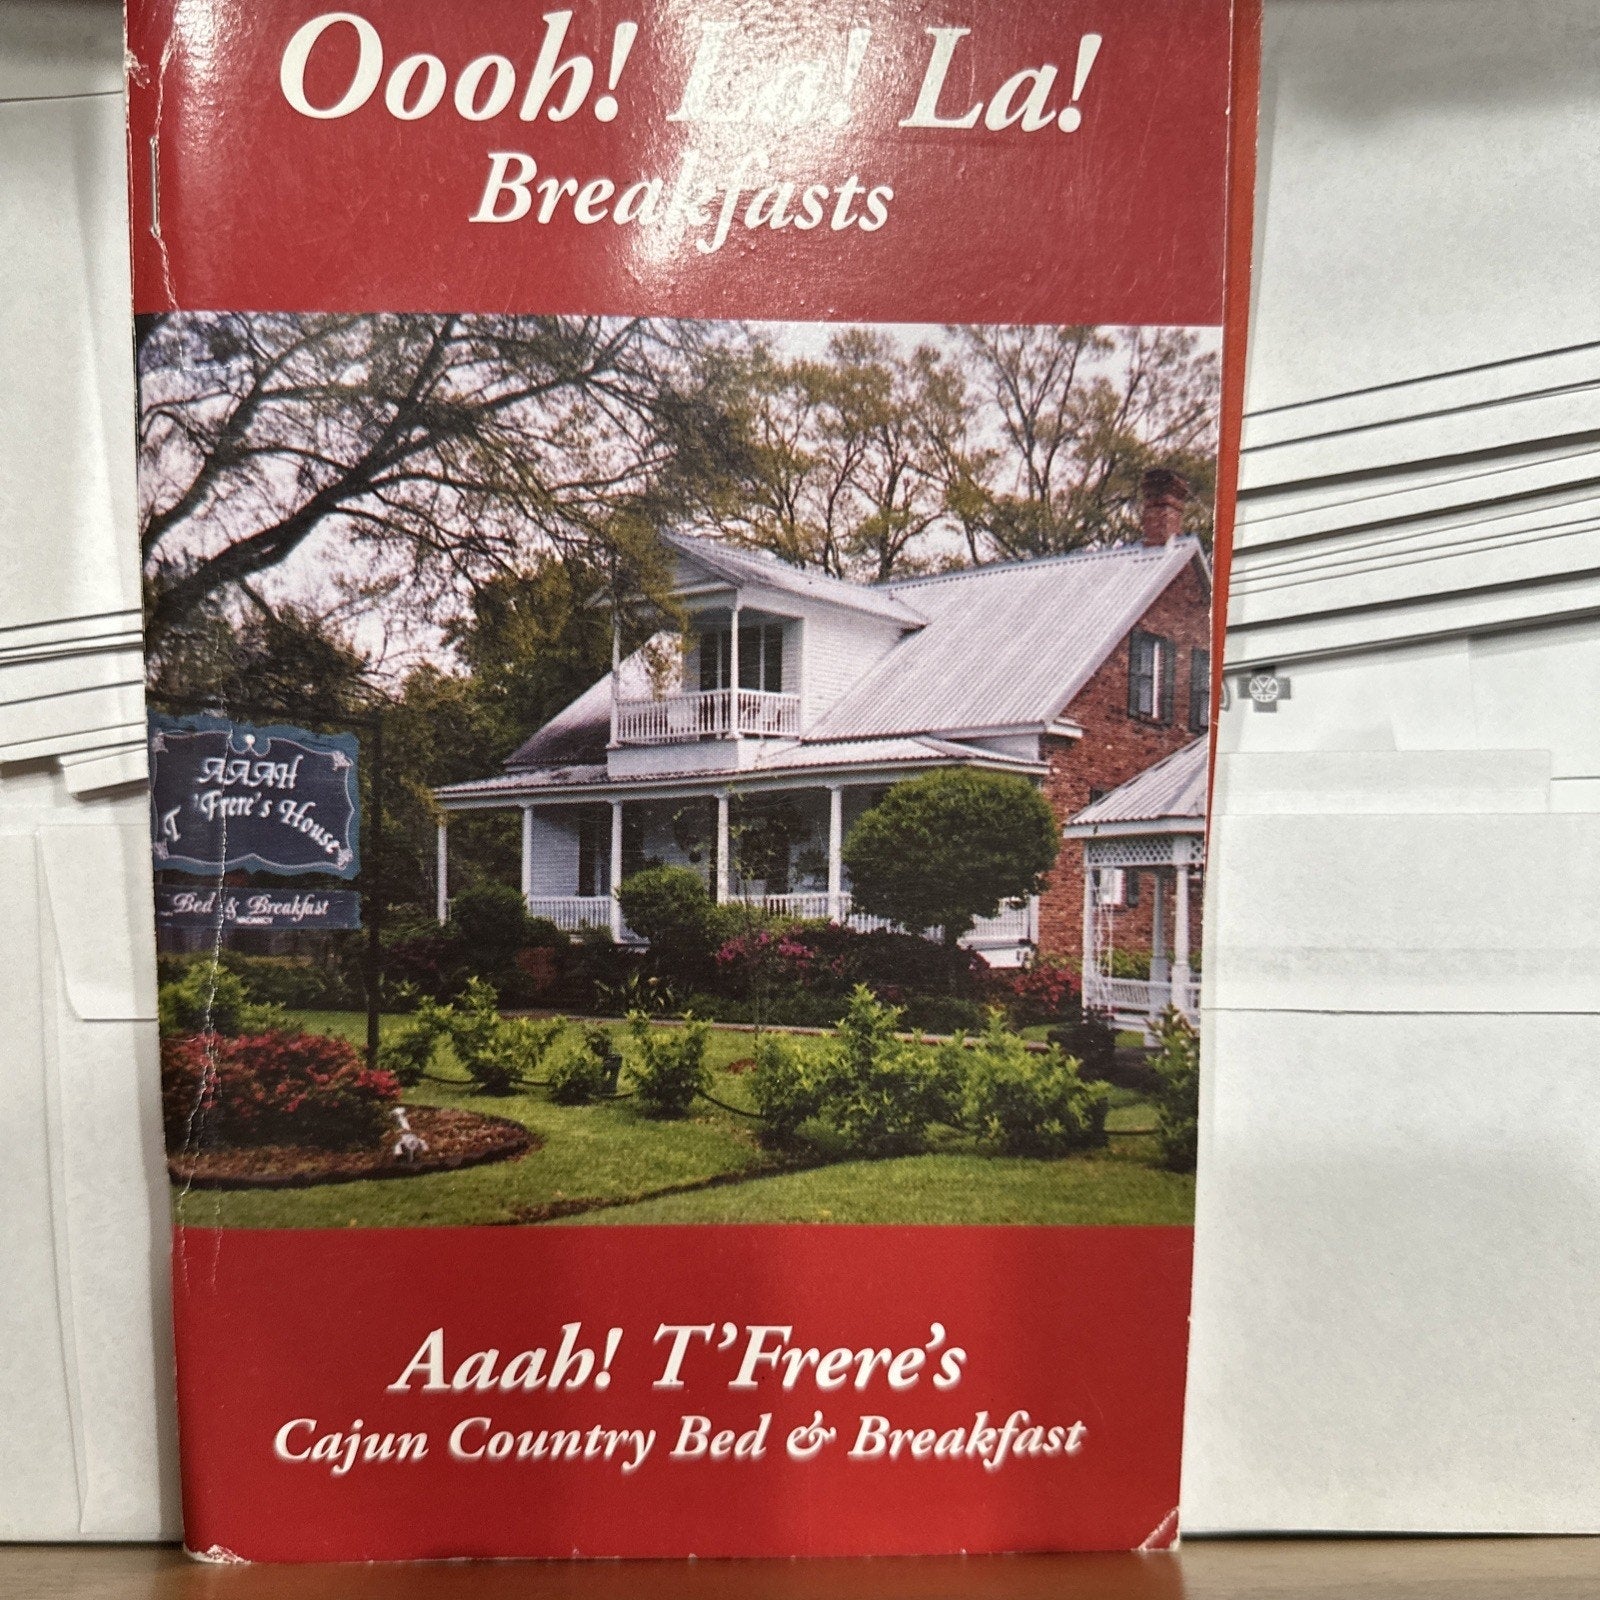 Oooh! La! La!
Breakfasts
AAAH
T'Frere's House
Bed & Breakfast
Aaah! T'Frere's
Cajun Country Bed & Breakfast